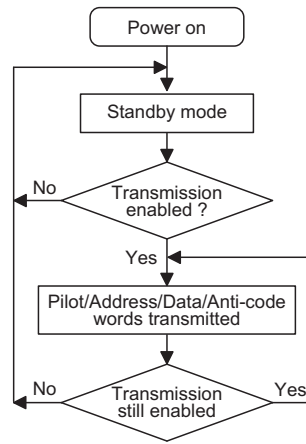 Power on
Standby mode
No
Transmission
enabled ?
Yes
Pilot/Address/Data/Anti-code
words transmitted
No
Transmission
still enabled
Yes